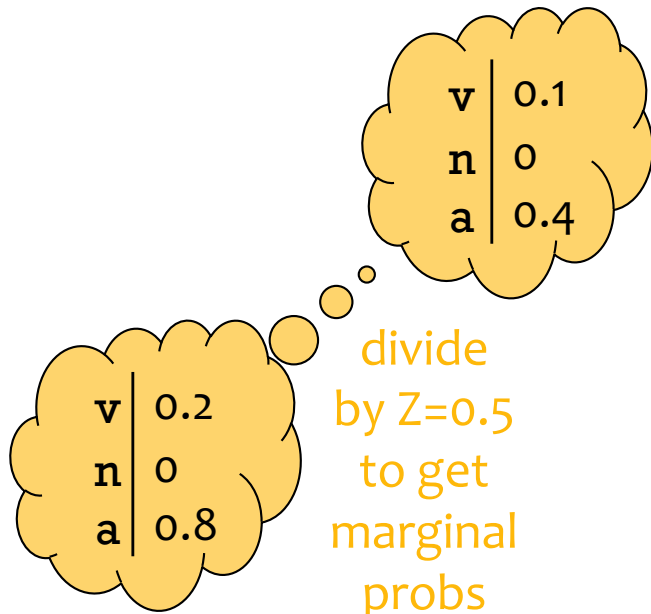 v 0.1
n 0
a 0.4
divide
by Z=0.5
to get
marginal
probs
v 0.2
n 0
a 0.8